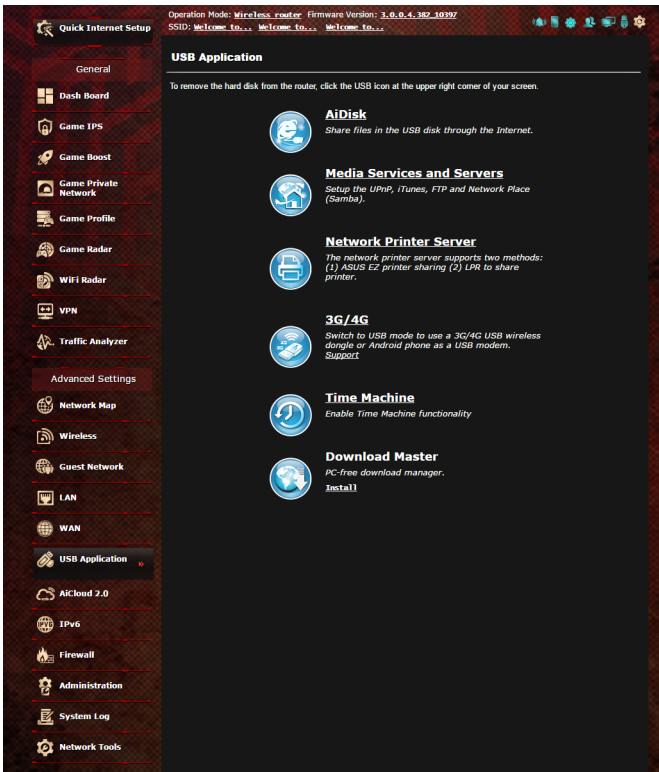 Quick Internet Setup
Operation Mode: Wireless router Firmware Version: 3.0.0.4.382_10397
SSID: Welcome to... Welcome to... Welcome to...
General
Dash Board
Game IPS
Game Boost
Game Private
Network
Game Profile
Game Radar
WiFi Radar
VPN
Traffic Analyzer
Advanced Settings
Network Map
Wireless
Guest Network
LAN
WAN
USB Application
AiCloud 2.0
IPv6
Firewall
Administration
System Log
Network Tools
USB Application
To remove the hard disk from the router, click the USB icon at the upper right corner of your screen.
AiDisk
Share files in the USB disk through the Internet.
Media Services and Servers
Setup the UPnP, iTunes, FTP and Network Place
(Samba).
Network Printer Server
The network printer server supports two methods:
(1) ASUS EZ printer sharing (2) LPR to share
printer.
3G/4G
Switch to USB mode to use a 3G/4G USB wireless
dongle or Android phone as a USB modem.
Support
Time Machine
Enable Time Machine functionality
Download Master
PC-free download manager.
Install